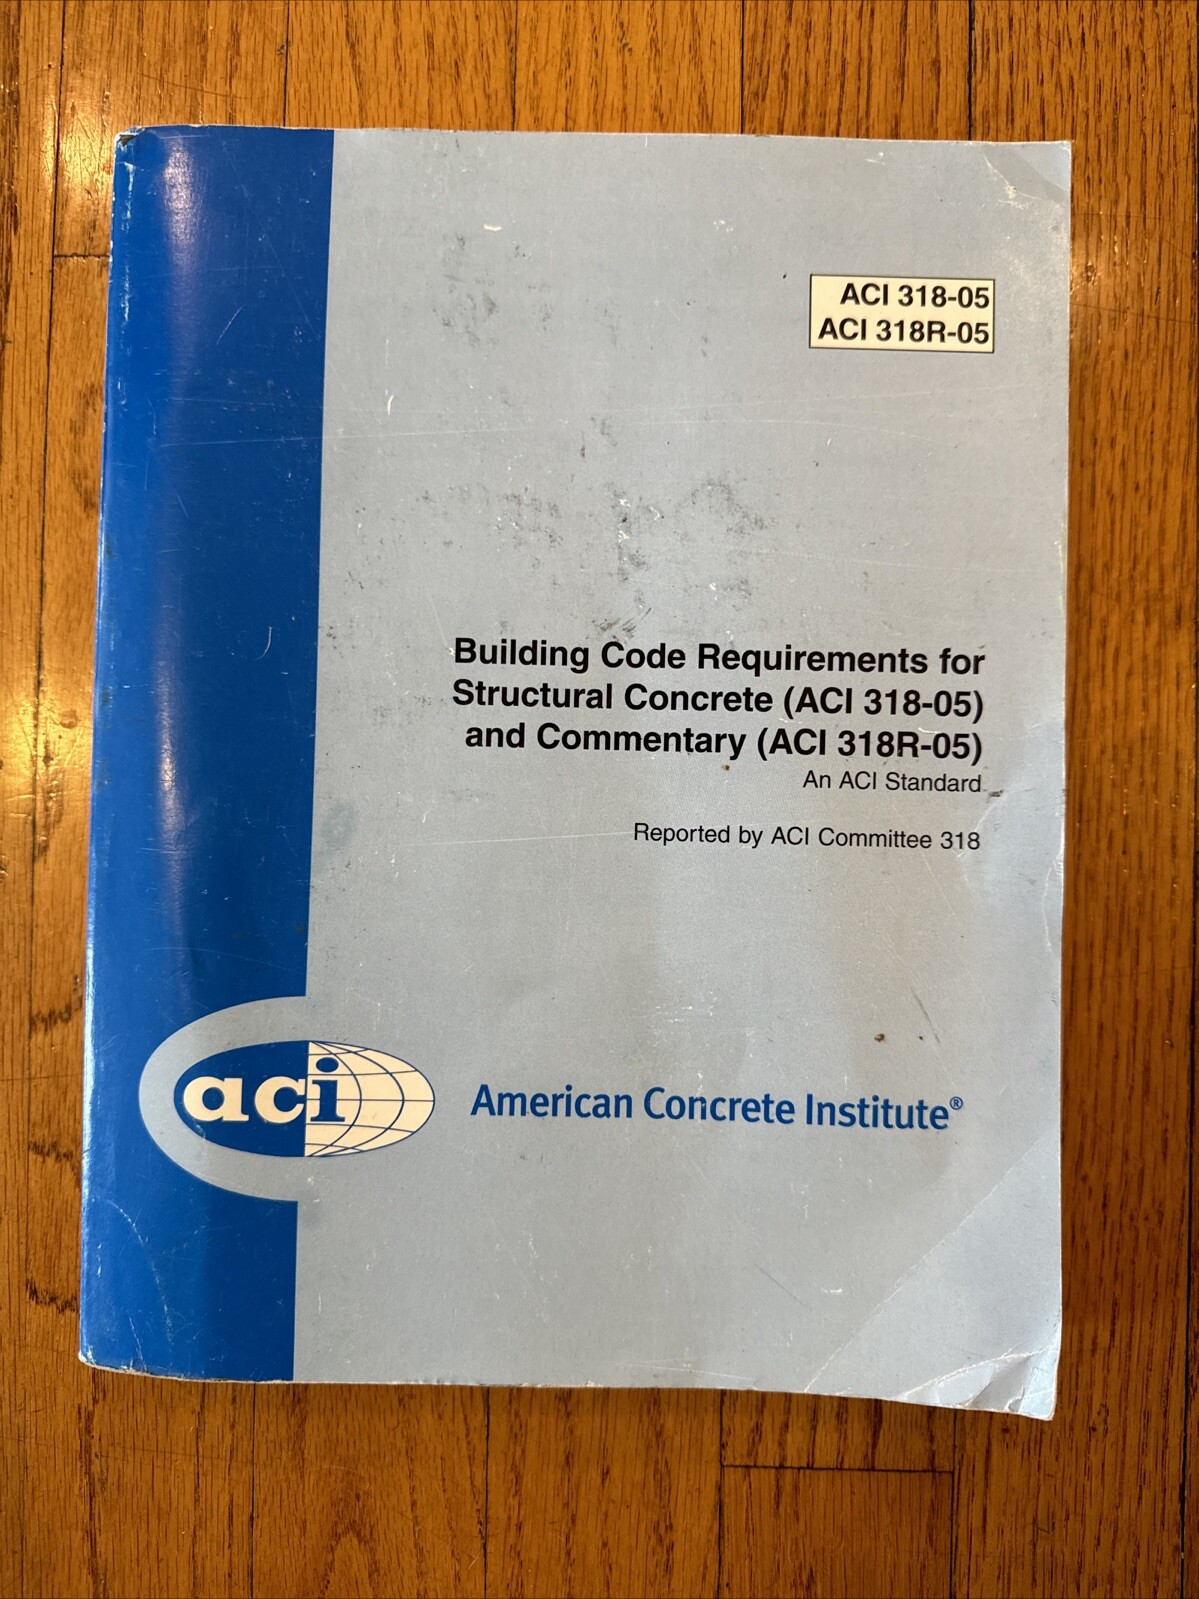 ACI 318-05
ACI 318R-05
Building Code Requirements for
Structural Concrete (ACI 318-05)
and Commentary (ACI 318R-05)
An ACI Standard
Reported by ACI Committee 318
aci
American Concrete Institute®